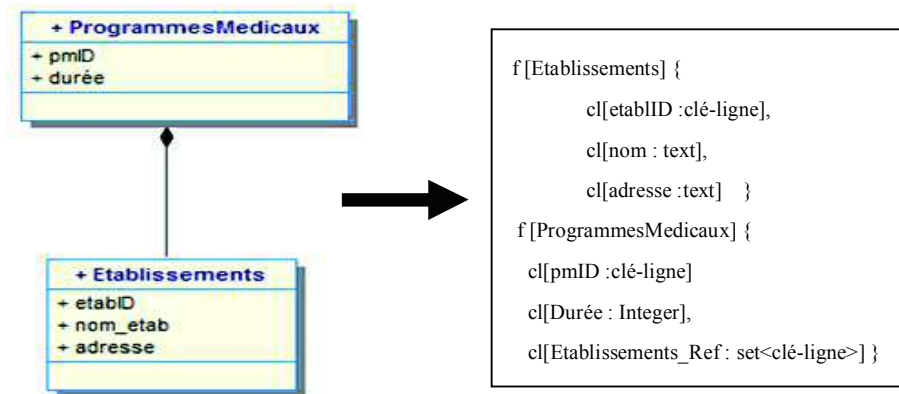 + ProgrammesMedicaux
+ pmID
+ durée
+ Etablissements
+ etabID
+ nom_etab
+ adresse
f [Etablissements] {
cl[etablID :clé-ligne],
cl[nom : text],
cl[adresse :text] }
f [ProgrammesMedicaux] {
cl[pmID :clé-ligne]
cl[Durée : Integer],
cl[Etablissements_Ref : set<clé-ligne>] }